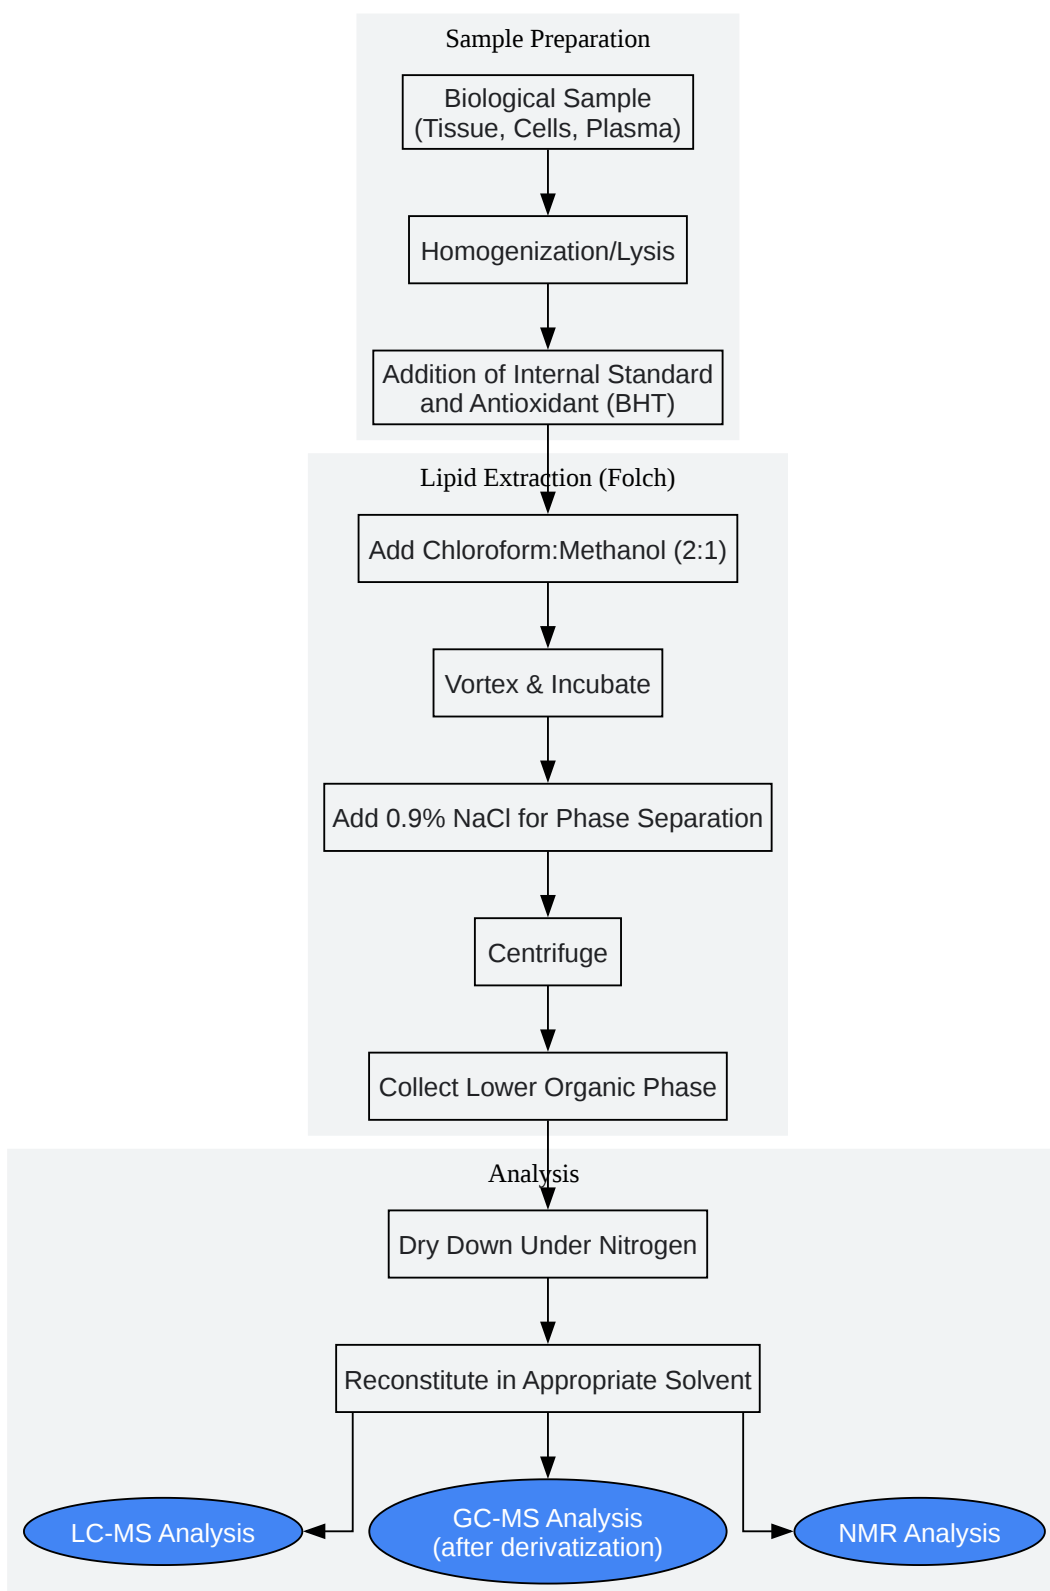 Sample Preparation
Biological Sample
(Tissue, Cells, Plasma)
Homogenization/Lysis
Addition of Internal Standard
and Antioxidant (BHT)
Lipid Extraction (Folch)
Add Chloroform:Methanol (2:1)
Vortex & Incubate
Add 0.9% NaCl for Phase Separation
Centrifuge
Collect Lower Organic Phase
Analysis
Dry Down Under Nitrogen
Reconstitute in Appropriate Solvent
LC-MS Analysis
GC-MS Analysis
(after derivatization)
NMR Analysis